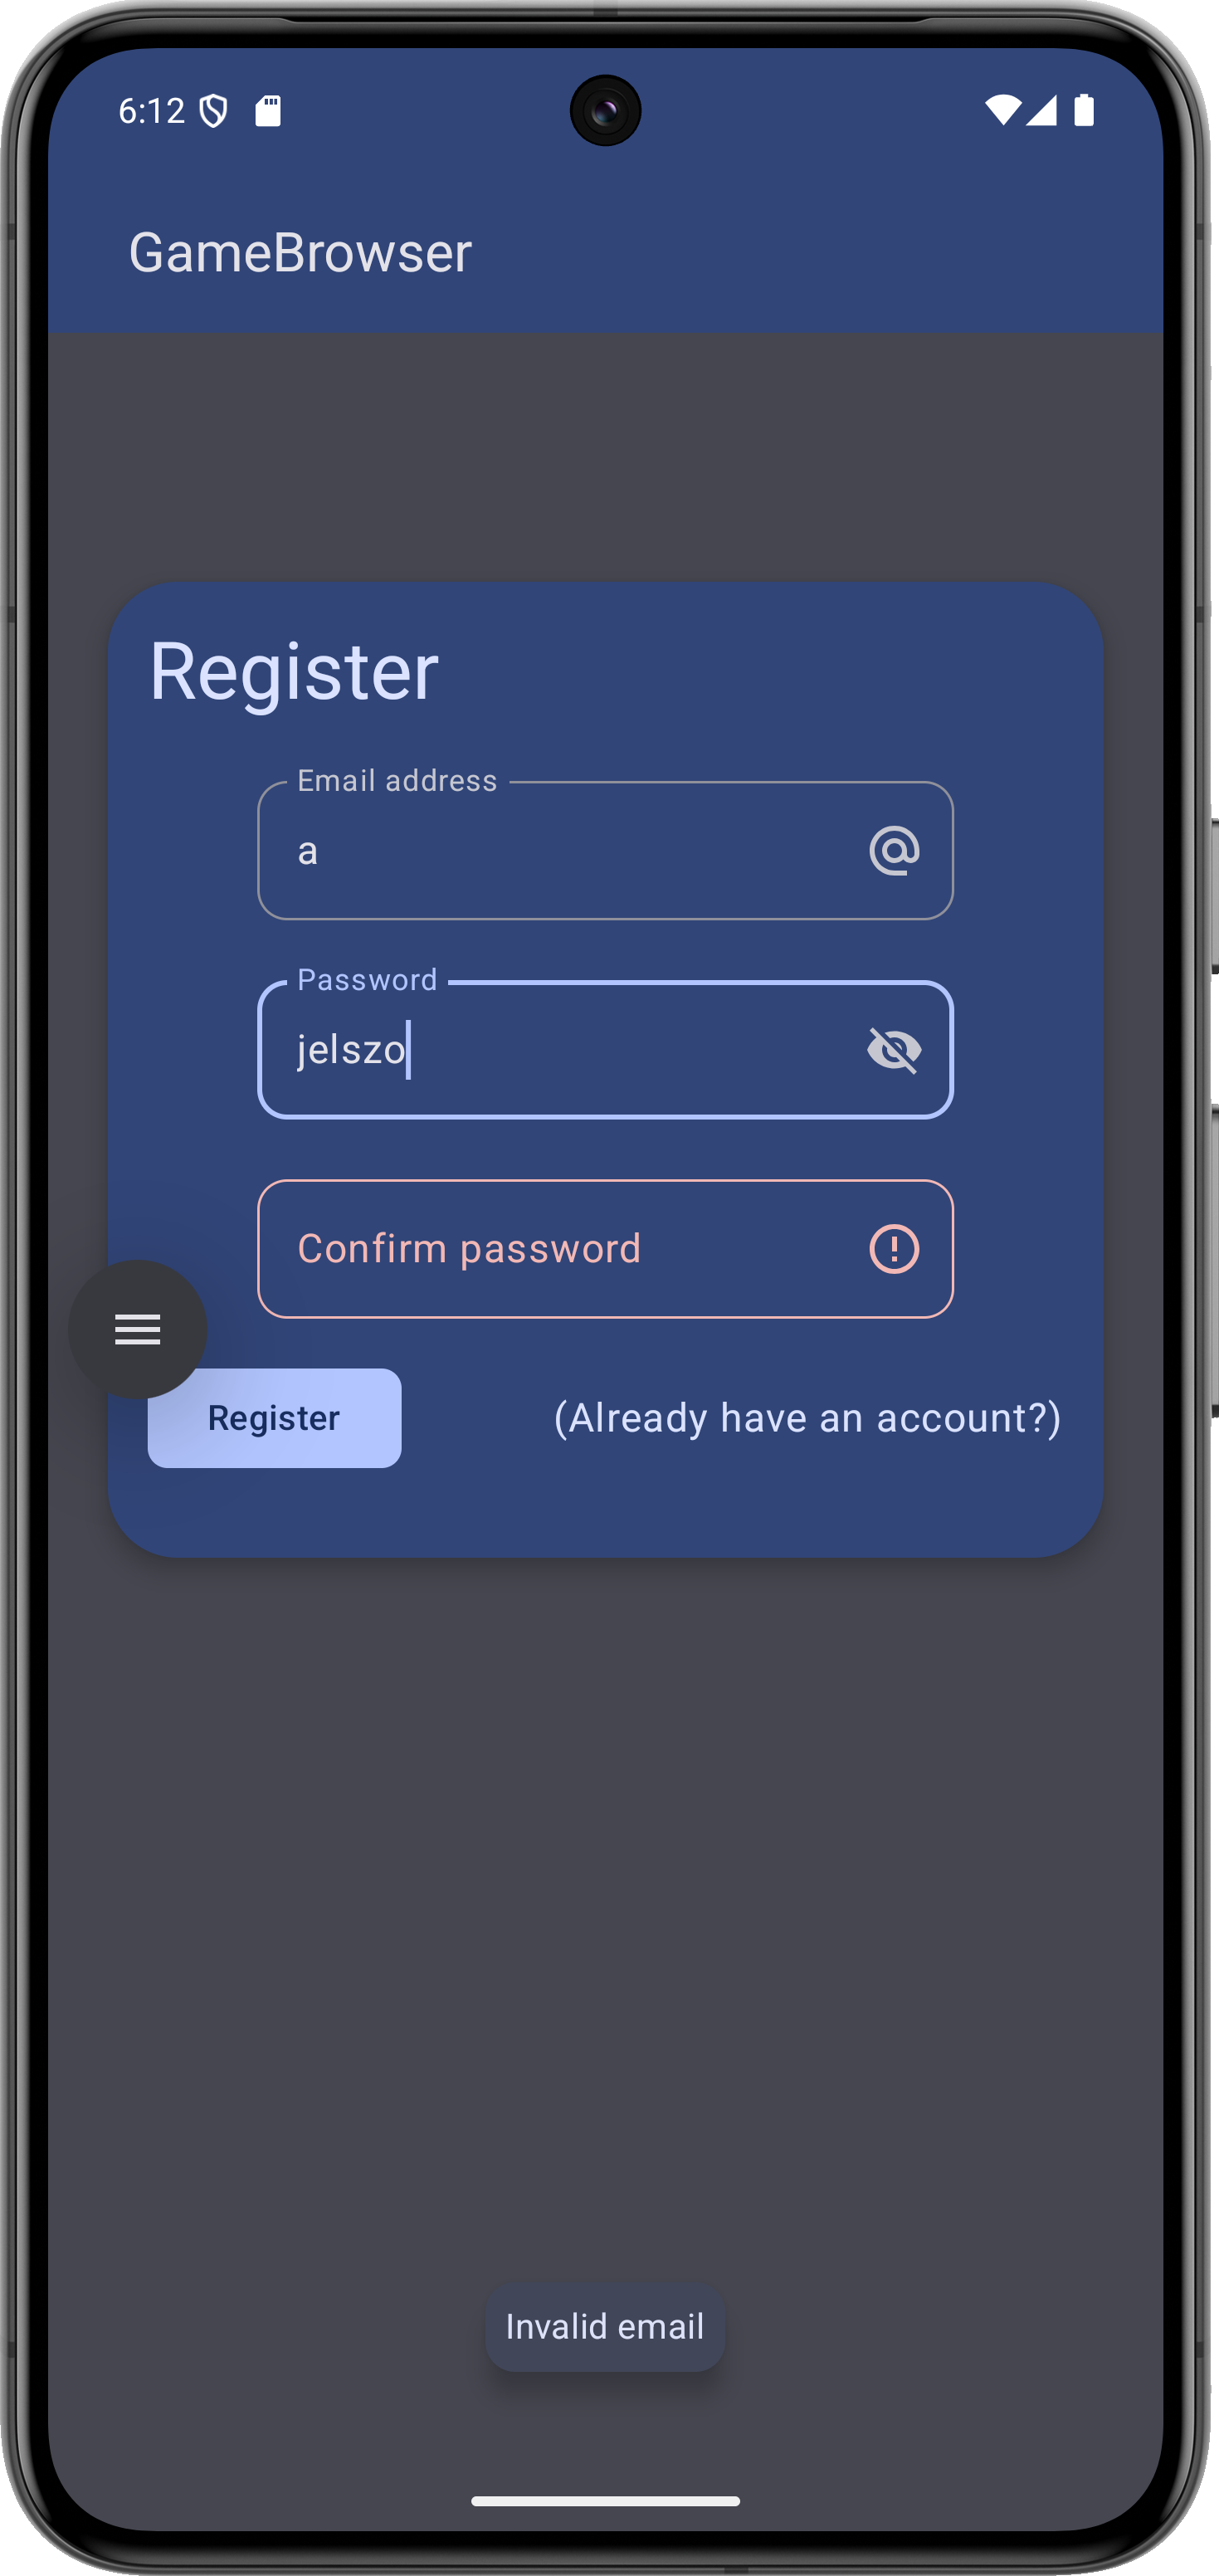 6:12
GameBrowser
Register
Email address
a
Password
jelszo
Confirm password
Register
(Already have an account?)
Invalid email